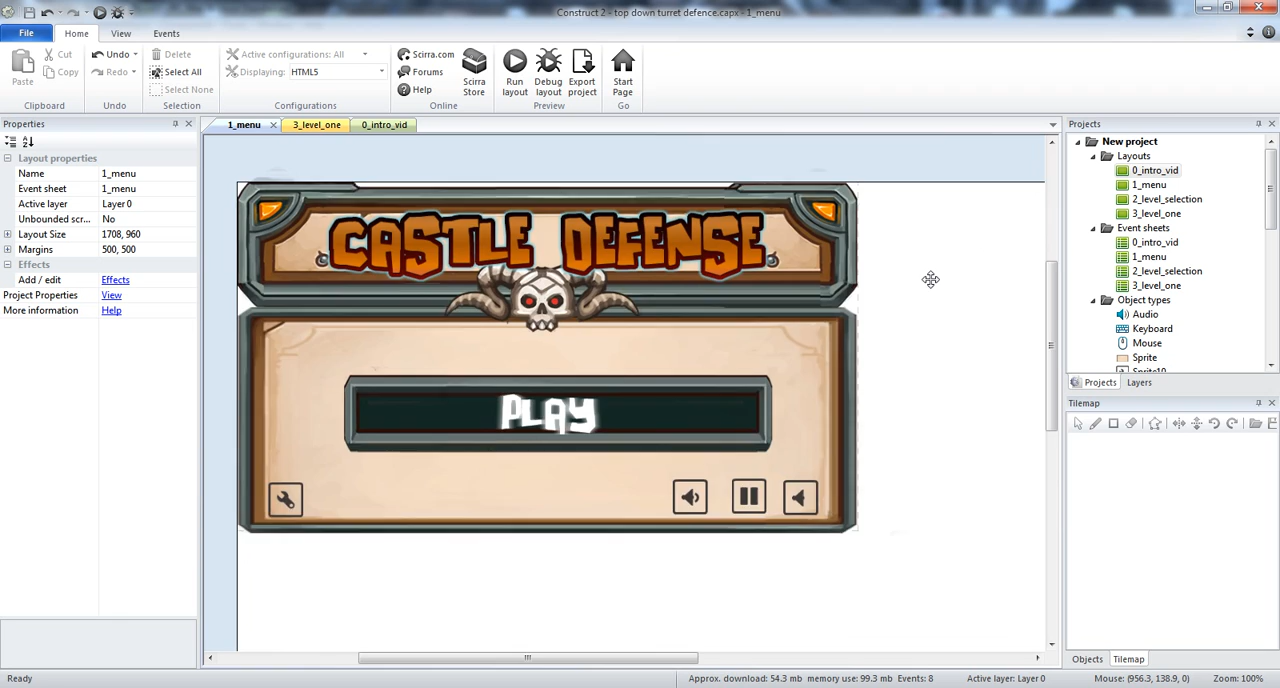 Construct 2 - top down turret defence.capx - 1_menu
File Home View Events
Paste Cut Copy
Clipboard
Undo Redo
Undo
Delete Select All Select None
Selection
Active configurations: All
Displaying: HTML5
Configurations
Scirra.com Forums Help
Scirra Store
Online
Run layout Debug layout Export project
Preview
Start Page
Go
Properties
Layout properties
Name 1_menu
Event sheet 1_menu
Active layer Layer 0
Unbounded scr... No
Layout Size 1708, 960
Margins 500, 500
Effects
Add / edit Effects
Project Properties View
More information Help
1_menu 3_level_one 0_intro_vid
CASTLE DEFENSE
PLAY
Projects
New project
Layouts
0_intro_vid
1_menu
2_level_selection
3_level_one
Event sheets
0_intro_vid
1_menu
2_level_selection
3_level_one
Object types
Audio
Keyboard
Mouse
Sprite
Sprite10
Projects Layers
Tilemap
Objects Tilemap
Ready
Approx. download: 54.3 mb memory use: 99.3 mb Events: 8 Active layer: Layer 0 Mouse: (956.3, 138.9, 0) Zoom: 100%